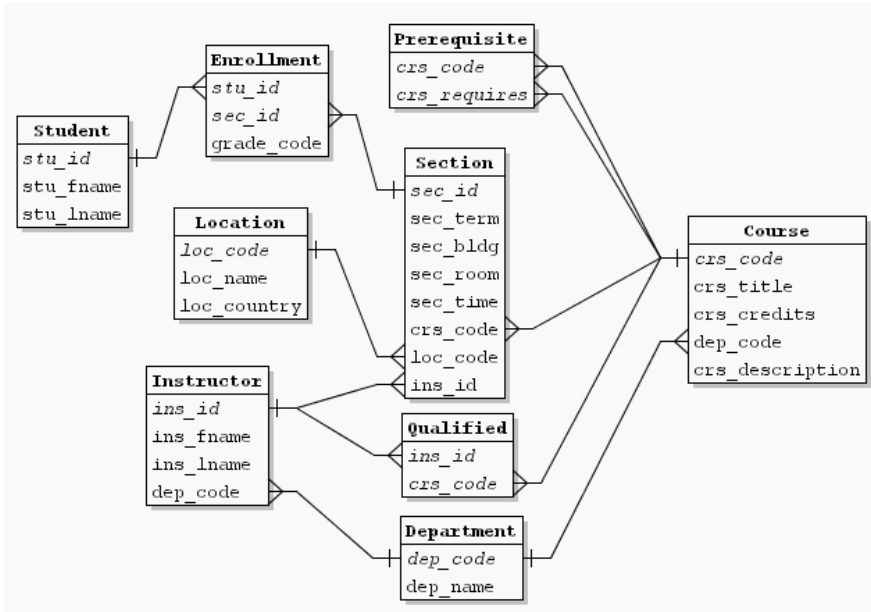 Prerequisite
crs_code
crs_requires
Enrollment
stu_id
sec_id
grade_code
Student
stu_id
stu_fname
stu_lname
Section
sec_id
sec_term
sec_bldg
sec_room
sec_time
crs_code
loc_code
ins_id
Location
loc_code
loc_name
loc_country
Course
crs_code
crs_title
crs_credits
dep_code
crs_description
Instructor
ins_id
ins_fname
ins_lname
dep_code
Qualified
ins_id
crs_code
Department
dep_code
dep_name